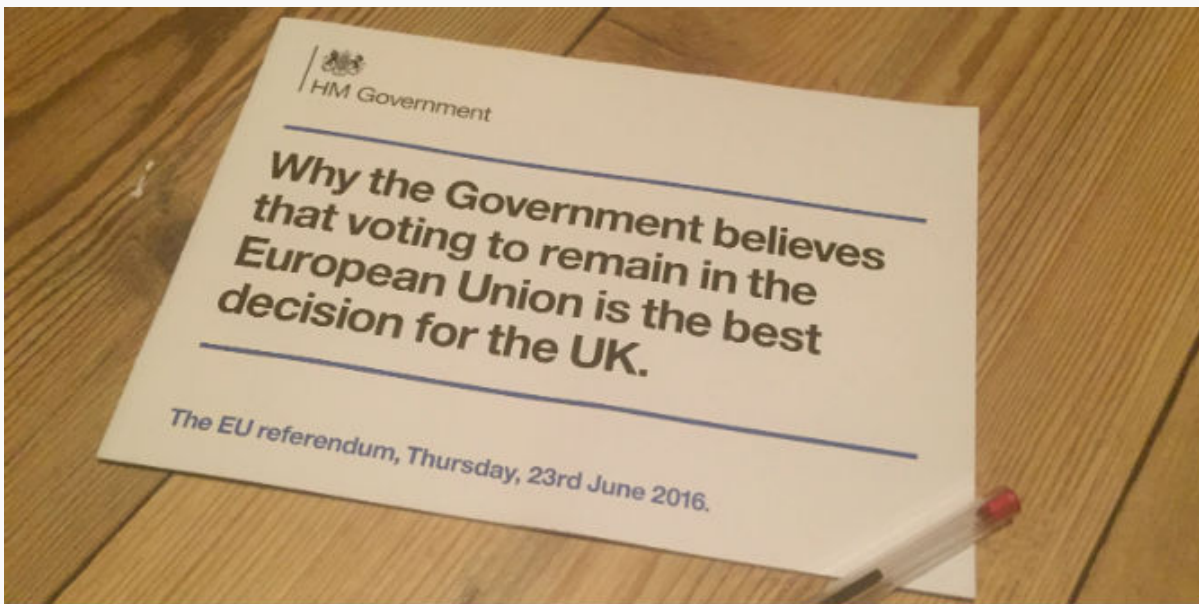 HM Government
Why the Government believes
that voting to remain in the
European Union is the best
decision for the UK.
The EU referendum, Thursday, 23rd June 2016.